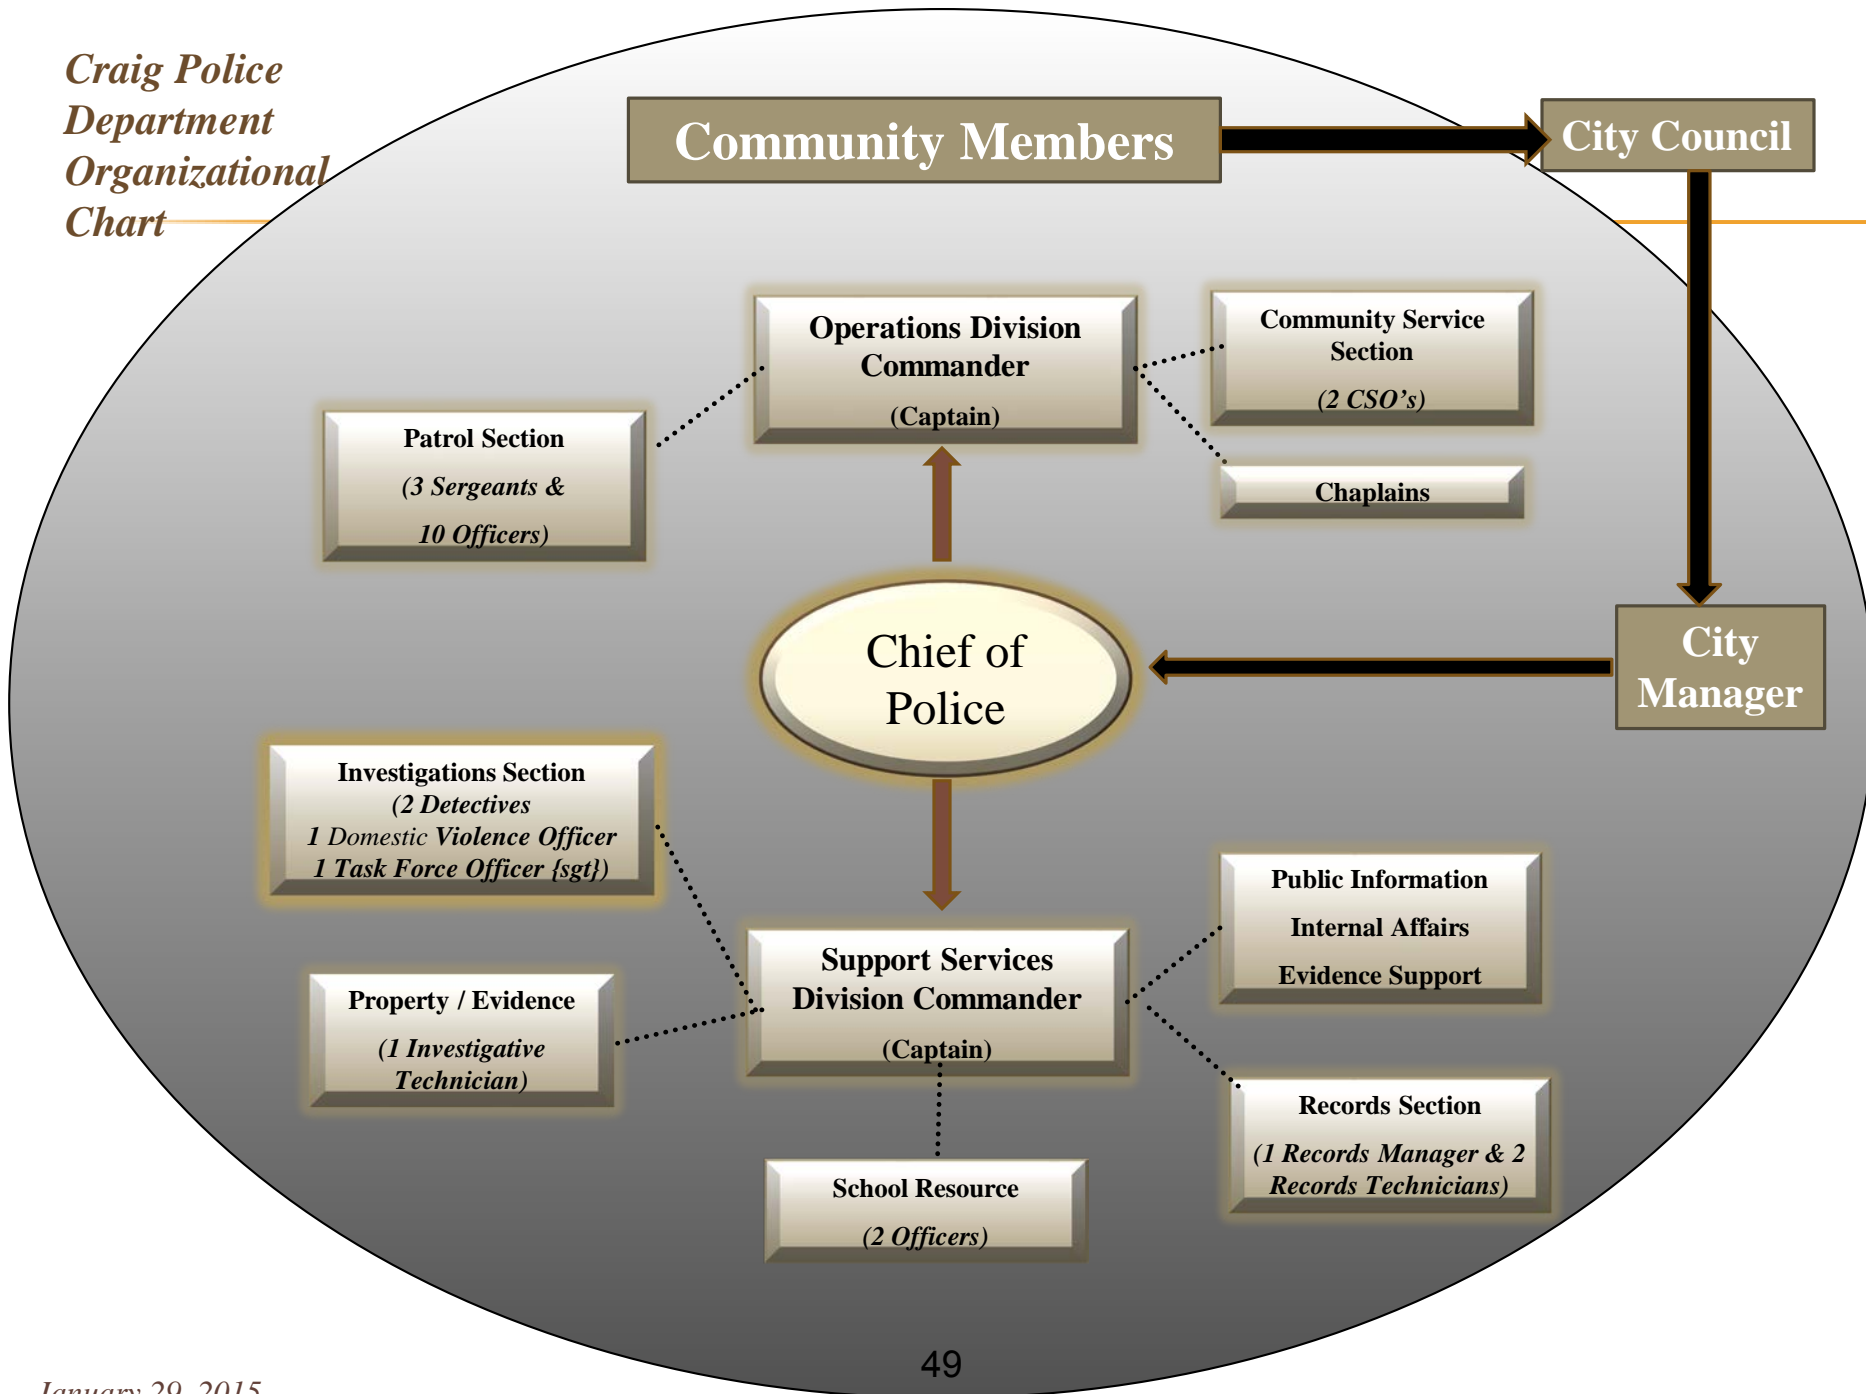 Craig Police
Department
Organizational
Chart
Community Members
City Council
Operations Division
Commander
(Captain)
Community Service
Section
(2 CSO's)
Patrol Section
(3 Sergeants &
10 Officers)
Chaplains
Chief of
Police
City
Manager
Investigations Section
(2 Detectives
1 Domestic Violence Officer
1 Task Force Officer {sgt})
Public Information
Internal Affairs
Evidence Support
Support Services
Division Commander
(Captain)
Property / Evidence
(1 Investigative
Technician)
Records Section
(1 Records Manager & 2
Records Technicians)
School Resource
(2 Officers)
49
January 29, 2015